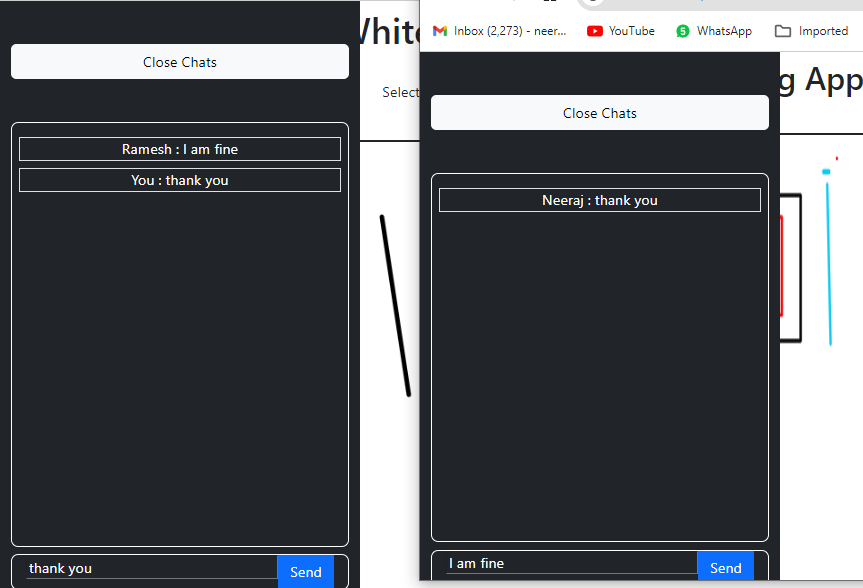 Close Chats
Ramesh : I am fine
You : thank you
thank you
Send
Select
Inbox (2,273) - neer...
YouTube
5
WhatsApp
Imported
g App
Close Chats
Neeraj : thank you
I am fine
Send